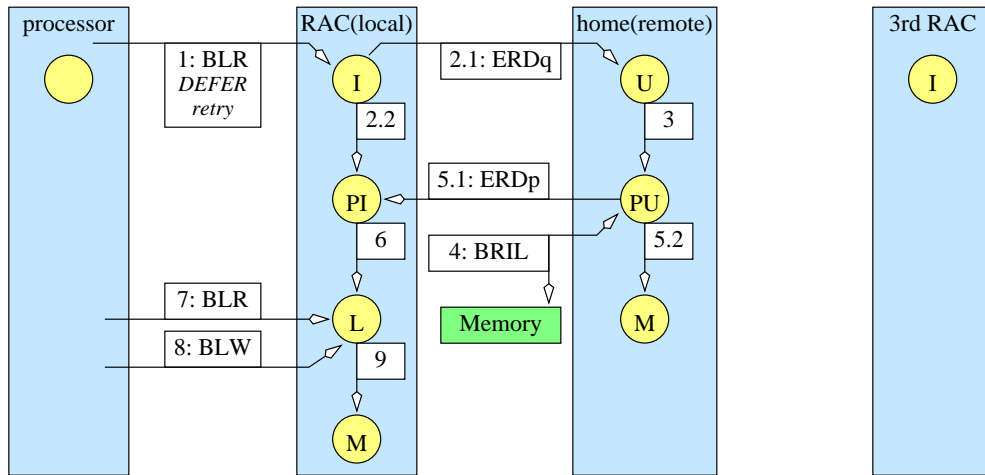 processor
RAC(local)
home(remote)
3rd RAC
1: BLR
DEFER
retry
I
2.1: ERDq
U
I
2.2
3
5.1: ERDp
PI
PU
6
4: BRIL
5.2
7: BLR
L
Memory
M
8: BLW
9
M